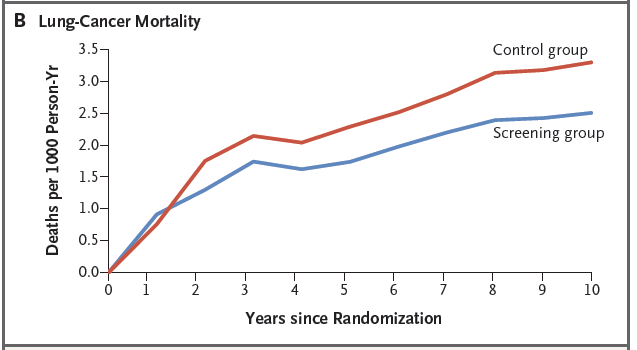 B Lung-Cancer Mortality
3.5
3.0
2.5
2.0
1.5
1.0
0.5
0.0
Deaths per 1000 Person-Yr
Control group
Screening group
0 1 2 3 4 5 6 7 8 9 10
Years since Randomization